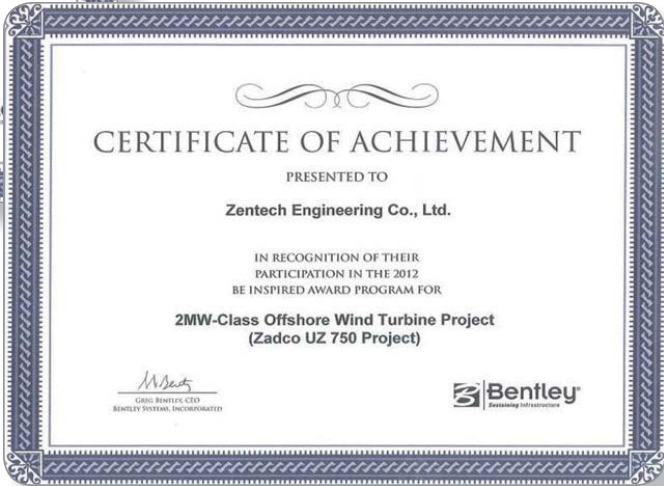 CERTIFICATE OF ACHIEVEMENT
PRESENTED TO
Zentech Engineering Co., Ltd.
IN RECOGNITION OF THEIR
PARTICIPATION IN THE 2012
BE INSPIRED AWARD PROGRAM FOR
2MW-Class Offshore Wind Turbine Project
(Zadco UZ 750 Project)
GREG BENTLEY, CEO
BENTLEY SYSTEMS, INCORPORATED
Bentley®
Sustaining Infrastructure